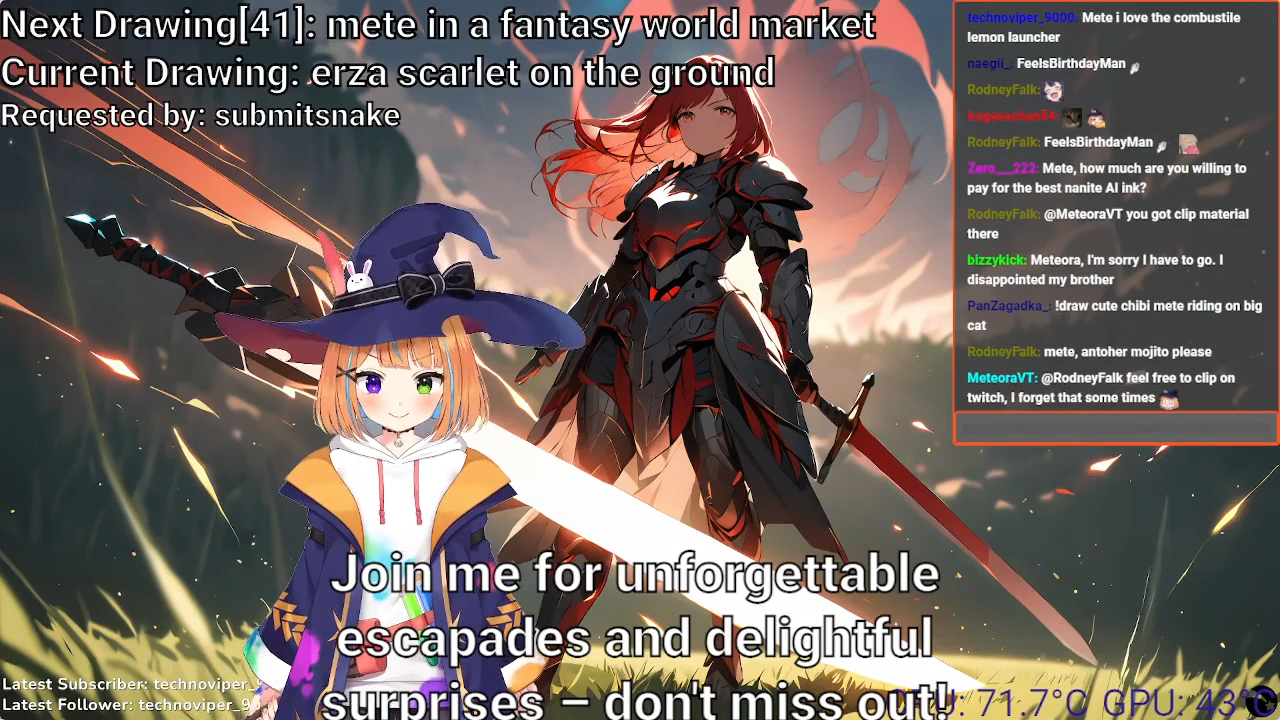 Next Drawing[41]: mete in a fantasy world market
Current Drawing: erza scarlet on the ground
Requested by: submitsnake
technoviper_9000: Mete i love the combustile
lemon launcher
naegii_: FeelsBirthdayMan
RodneyFalk:
RodneyFalk: FeelsBirthdayMan
Zero__222: Mete, how much are you willing to
pay for the best nanite AI ink?
RodneyFalk: @MeteoraVT you got clip material
there
bizzykick: Meteora, I'm sorry I have to go. I
disappointed my brother
PanZagadka_: !draw cute chibi mete riding on big
cat
RodneyFalk: mete, antoher mojito please
MeteoraVT: @RodneyFalk feel free to clip on
twitch, I forget that some times
Join me for unforgettable
escapades and delightful
surprises – don't miss out!
Latest Subscriber: technoviper_
Latest Follower: technoviper_9
71.7°C GPU: 43°C